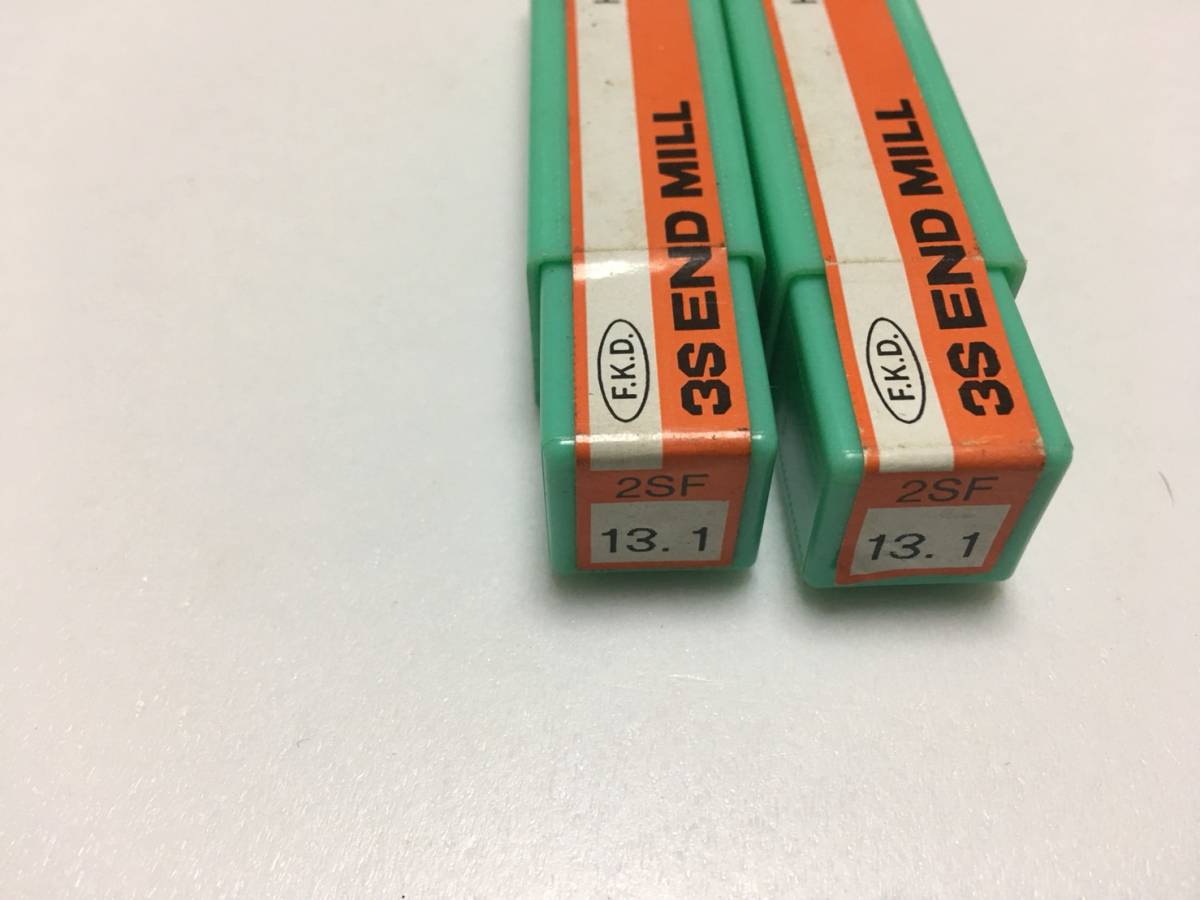 F.K.D.
3S END MILL
2SF
13.1
F.K.D.
3S END MILL
2SF
13.1